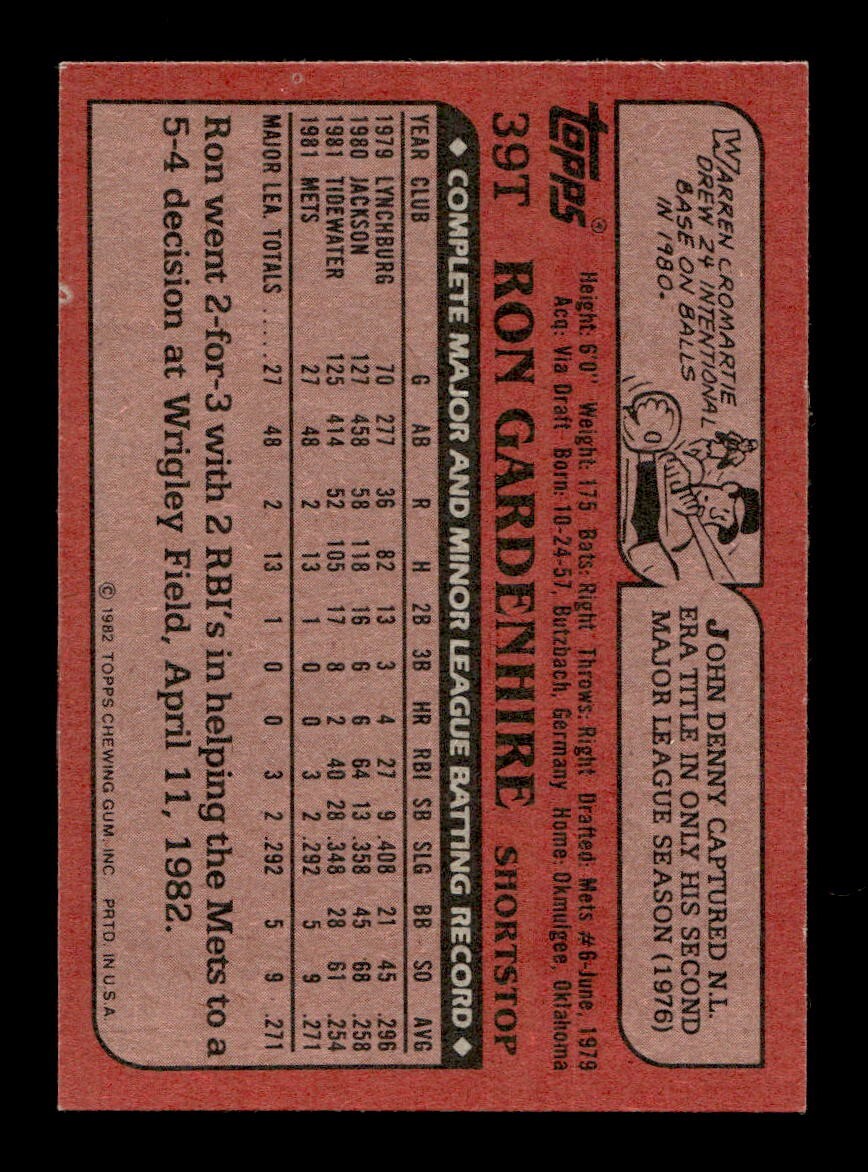 WARREN CROMARTIE
DREW 24 INTENTIONAL
BASE ON BALLS
IN 1980.
JOHN DENNY CAPTURED N.L.
ERA TITLE IN ONLY HIS SECOND
MAJOR LEAGUE SEASON (1976)
Topps®
Height: 6'0" Weight: 175 Bats: Right Throws: Right Drafted: Mets #6-June, 1979
Acq: Via Draft Born: 10-24-57, Butzbach, Germany Home: Okmulgee, Oklahoma
39T RON GARDENHIRE SHORTSTOP
◆ COMPLETE MAJOR AND MINOR LEAGUE BATTING RECORD ◆
YEAR CLUB G AB R H 2B 3B HR RBI SB SLG BB SO AVG
1979 LYNCHBURG 70 277 36 82 13 3 4 27 9 .408 21 45 .296
1980 JACKSON 127 458 58 118 16 6 6 64 13 .358 45 68 .258
1981 TIDEWATER 125 414 52 105 17 8 2 40 28 .348 28 61 .254
1981 METS 27 48 2 13 1 0 0 3 2 .292 5 9 .271
MAJOR LEA. TOTALS .....27 48 2 13 1 0 0 3 2 .292 5 9 .271
Ron went 2-for-3 with 2 RBI's in helping the Mets to a
5-4 decision at Wrigley Field, April 11, 1982.
© 1982 TOPPS CHEWING GUM, INC PRTD. IN U.S.A.